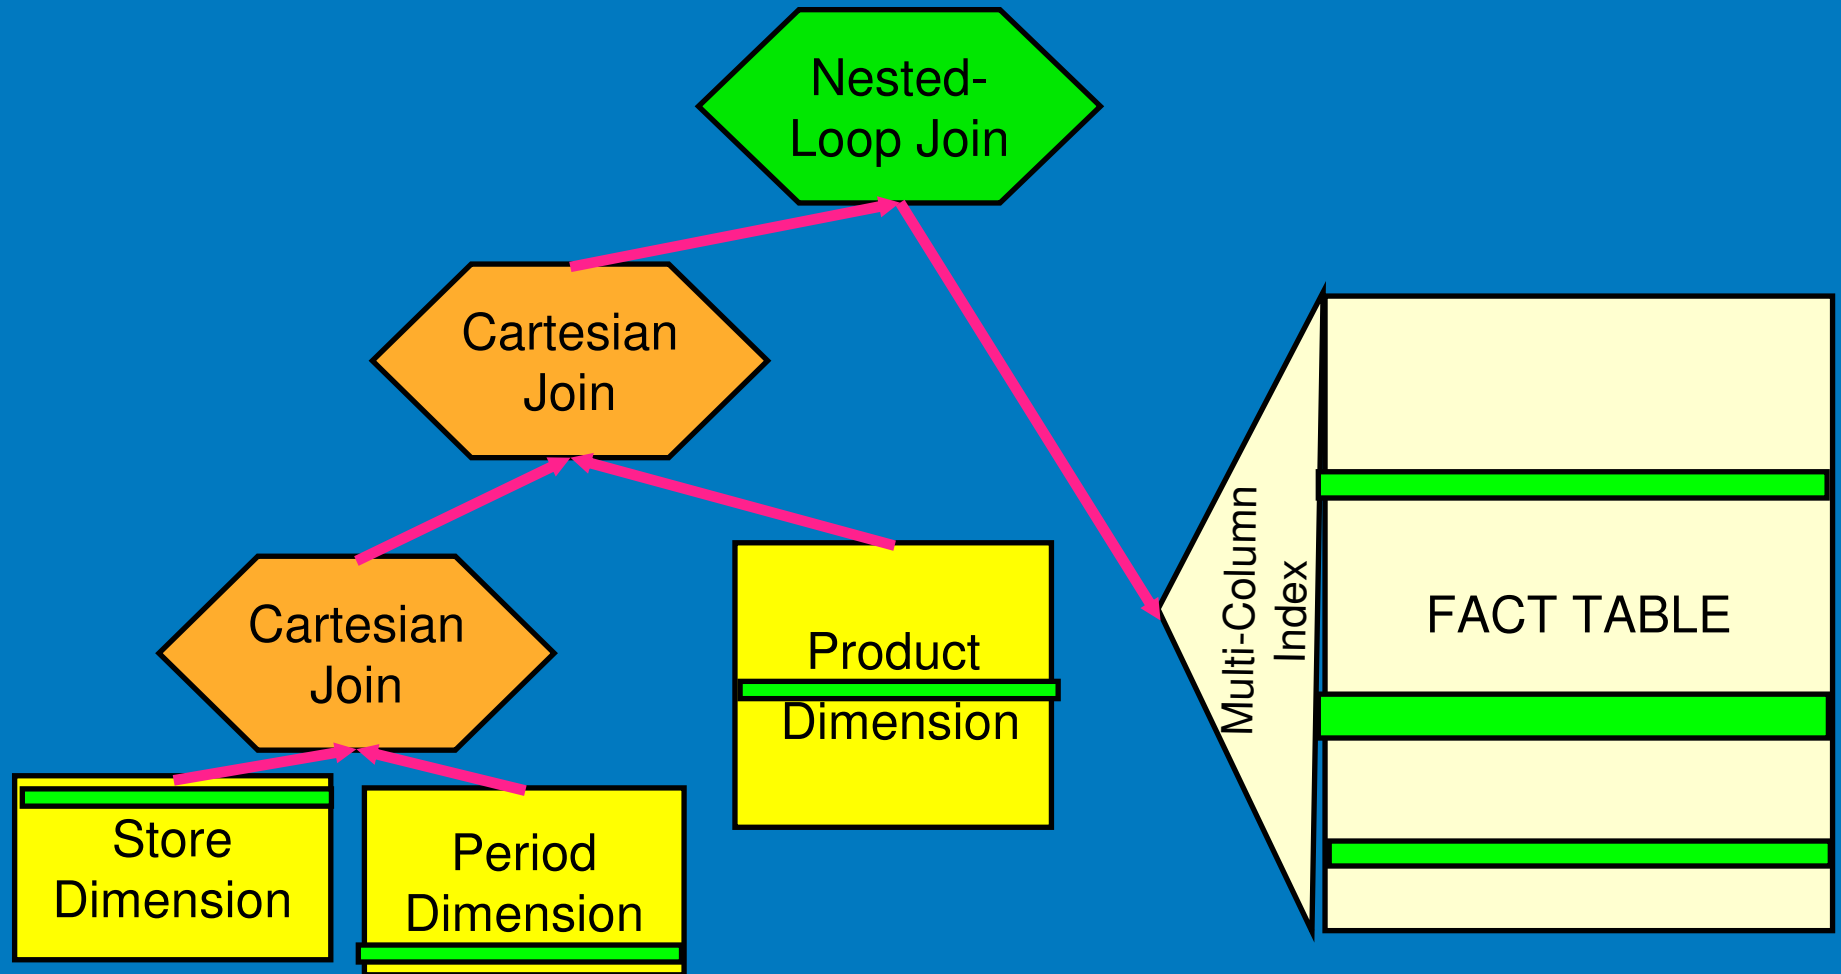 Nested-
Loop Join
Cartesian
Join
Cartesian
Join
Product
Dimension
Store
Dimension
Period
Dimension
Multi-Column
Index
FACT TABLE